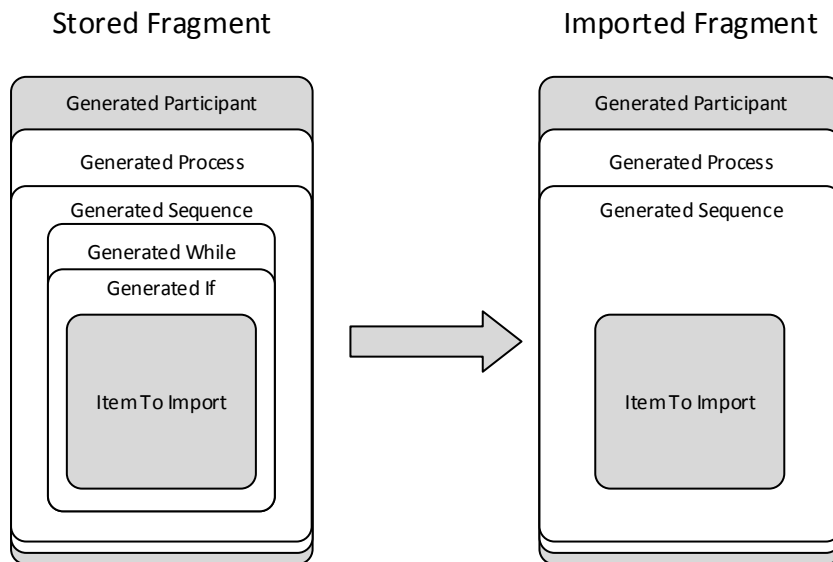 Stored Fragment
Generated Participant
Generated Process
Generated Sequence
Generated While
Generated If
Item To Import
Imported Fragment
Generated Participant
Generated Process
Generated Sequence
Item To Import